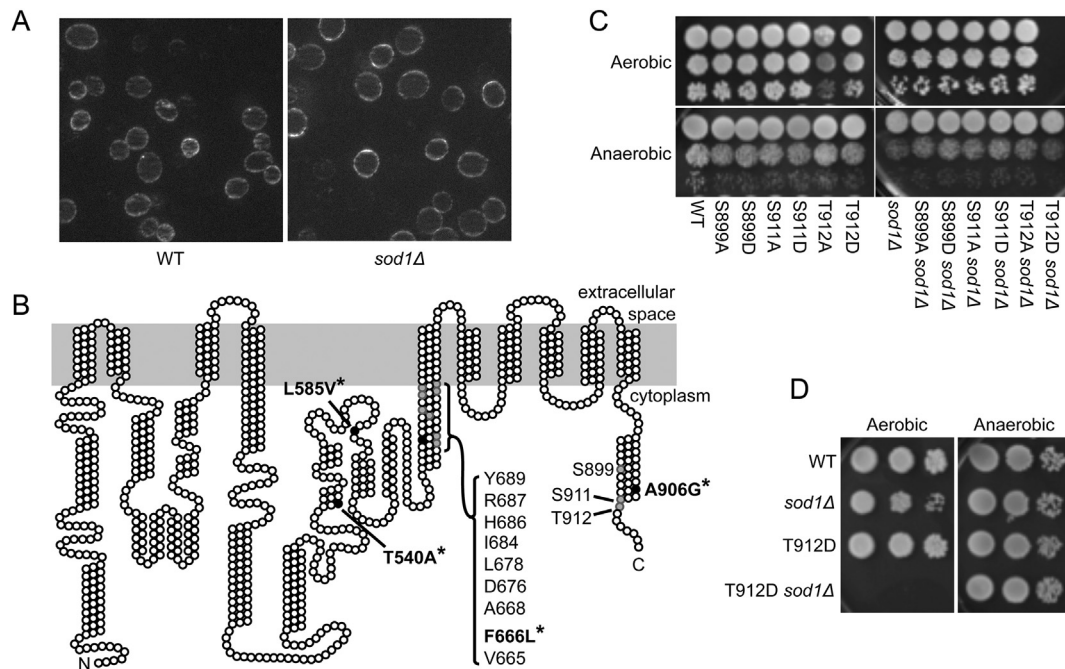 A
WT
sod1Δ
B
extracellular
space
cytoplasm
L585V*
T540A*
Y689
R687
H686
I684
L678
D676
A668
F666L*
V665
S899
S911
T912
A906G*
N
C
C
Aerobic
Anaerobic
WT
S899A
S899D
S911A
S911D
T912A
T912D
sod1Δ
S899A sod1Δ
S899D sod1Δ
S911A sod1Δ
S911D sod1Δ
T912A sod1Δ
T912D sod1Δ
D
Aerobic
Anaerobic
WT
sod1Δ
T912D
T912D sod1Δ